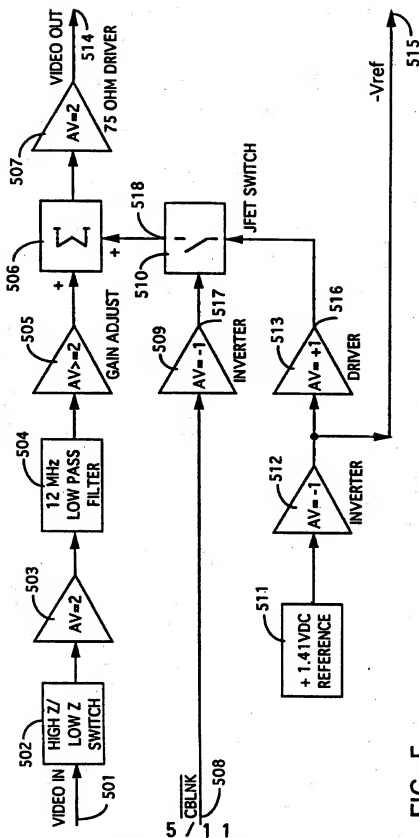 VIDEO IN
501
HIGH Z/
LOW Z
SWITCH
502
AV=2
503
12 MHz
LOW PASS
FILTER
504
AV>=2
505
GAIN ADJUST
+
Σ
506
+
AV=2
507
75 OHM DRIVER
VIDEO OUT
514
CBLNK
508
AV=-1
509
INVERTER
517
510
518
JFET SWITCH
+1.41VDC
REFERENCE
511
AV=-1
512
INVERTER
AV=+1
513
DRIVER
516
-Vref
515
5/11
FIG. 5